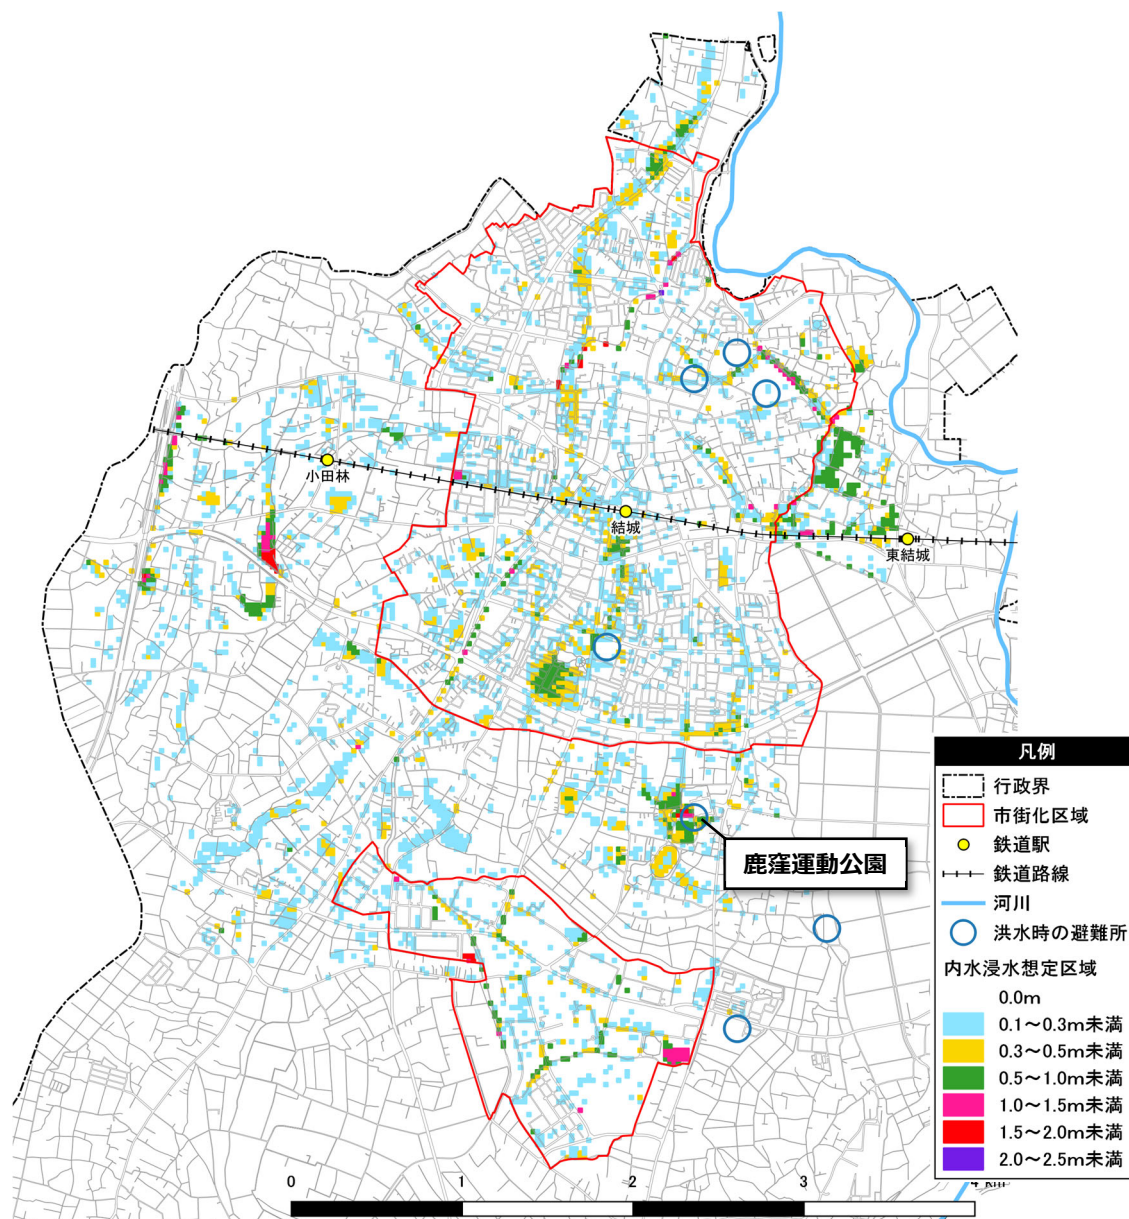 小田林
結城
東結城
鹿窪運動公園
凡例
行政界
市街化区域
鉄道駅
鉄道路線
河川
洪水時の避難所
内水浸水想定区域
0.0m
0.1～0.3m未満
0.3～0.5m未満
0.5～1.0m未満
1.0～1.5m未満
1.5～2.0m未満
2.0～2.5m未満
0 1 2 3 4 km